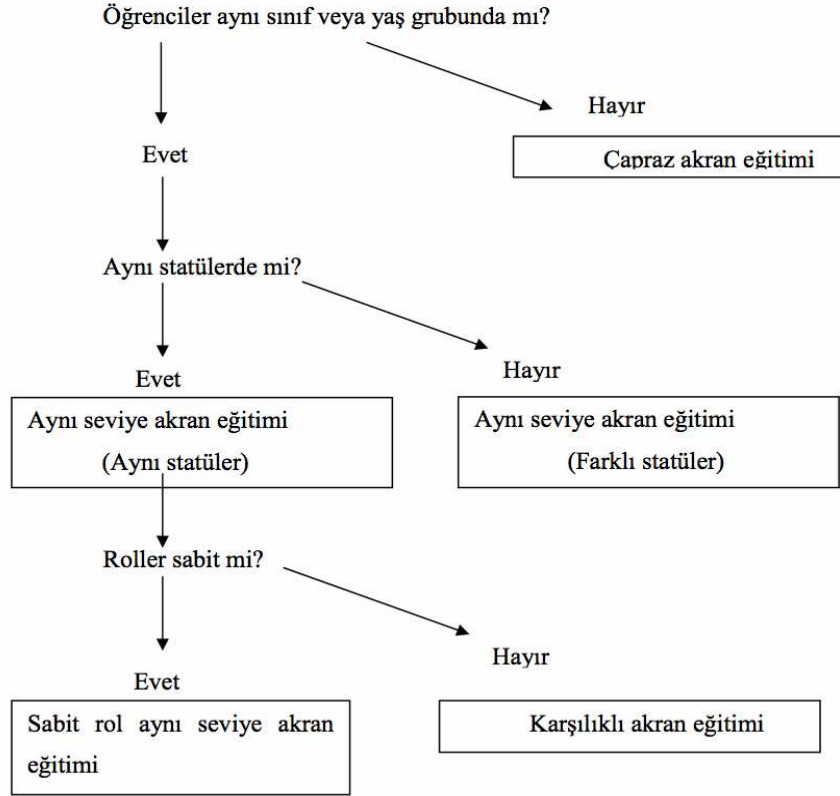 Öğrenciler aynı sınıf veya yaş grubunda mı?
Hayır
Evet
Çapraz akran eğitimi
Aynı statülerde mi?
Evet
Hayır
Aynı seviye akran eğitimi
(Aynı statüler)
Aynı seviye akran eğitimi
(Farklı statüler)
Roller sabit mi?
Hayır
Evet
Sabit rol aynı seviye akran
eğitimi
Karşılıklı akran eğitimi